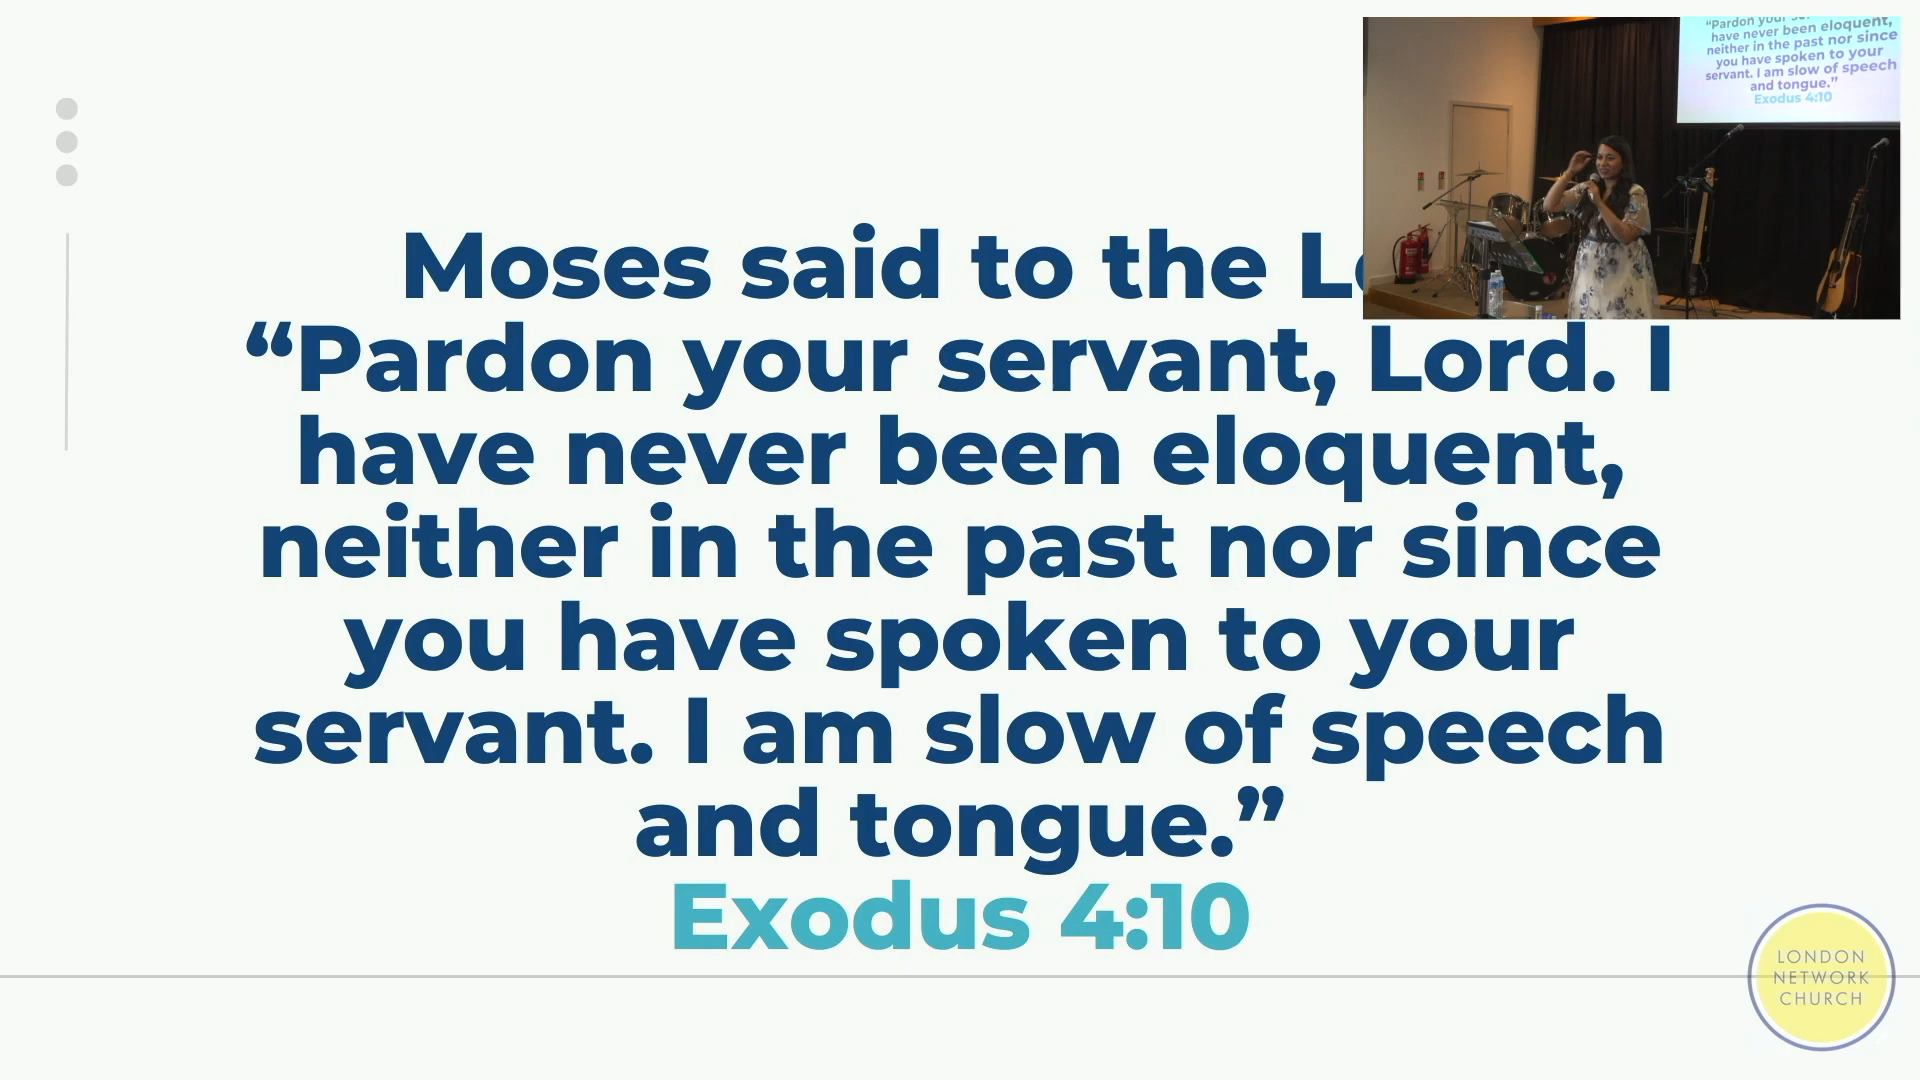 Moses said to the L
“Pardon your servant, Lord. I
have never been eloquent,
neither in the past nor since
you have spoken to your
servant. I am slow of speech
and tongue.”
Exodus 4:10
“Pardon your
have never been eloquent,
neither in the past nor since
you have spoken to your
servant. I am slow of speech
and tongue.”
Exodus 4:10
LONDON
NETWORK
CHURCH